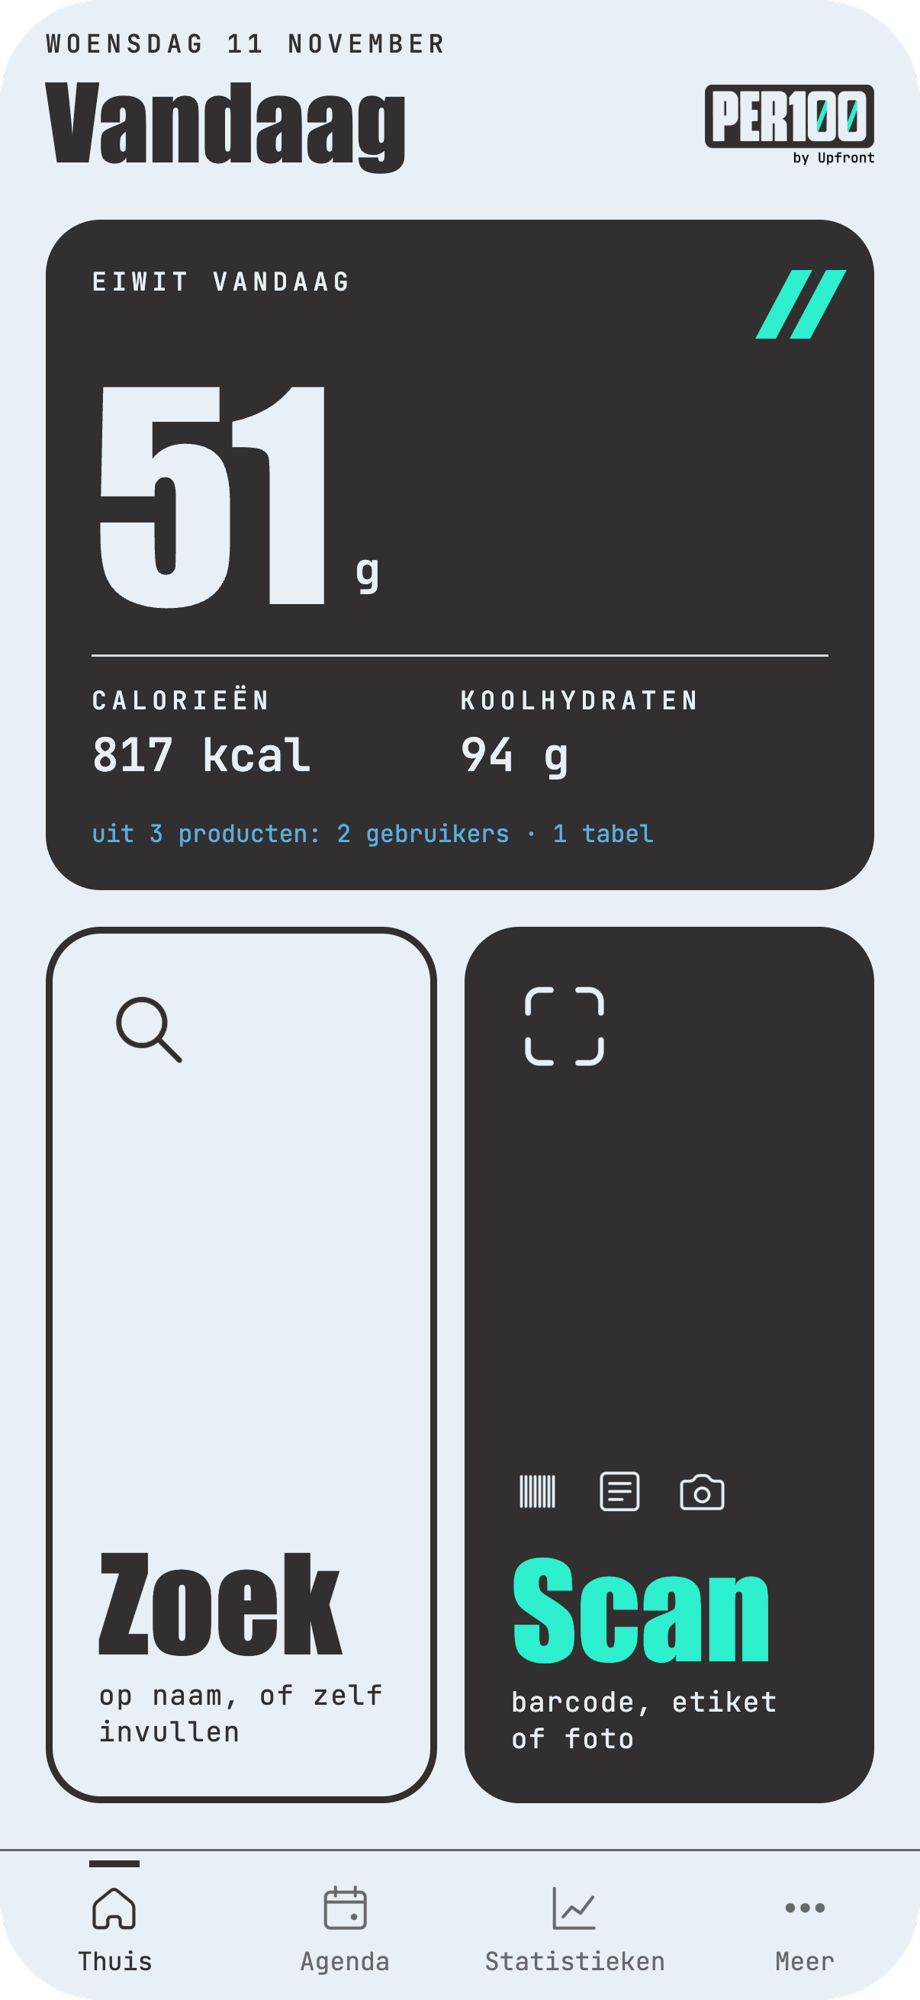 WOENSDAG 11 NOVEMBER
Vandaag
PER100
by Upfront
EIWIT VANDAAG
51 g
CALORIEËN
817 kcal
KOOLHYDRATEN
94 g
uit 3 producten: 2 gebruikers · 1 tabel
Zoek
op naam, of zelf
invullen
Scan
barcode, etiket
of foto
Thuis
Agenda
Statistieken
Meer